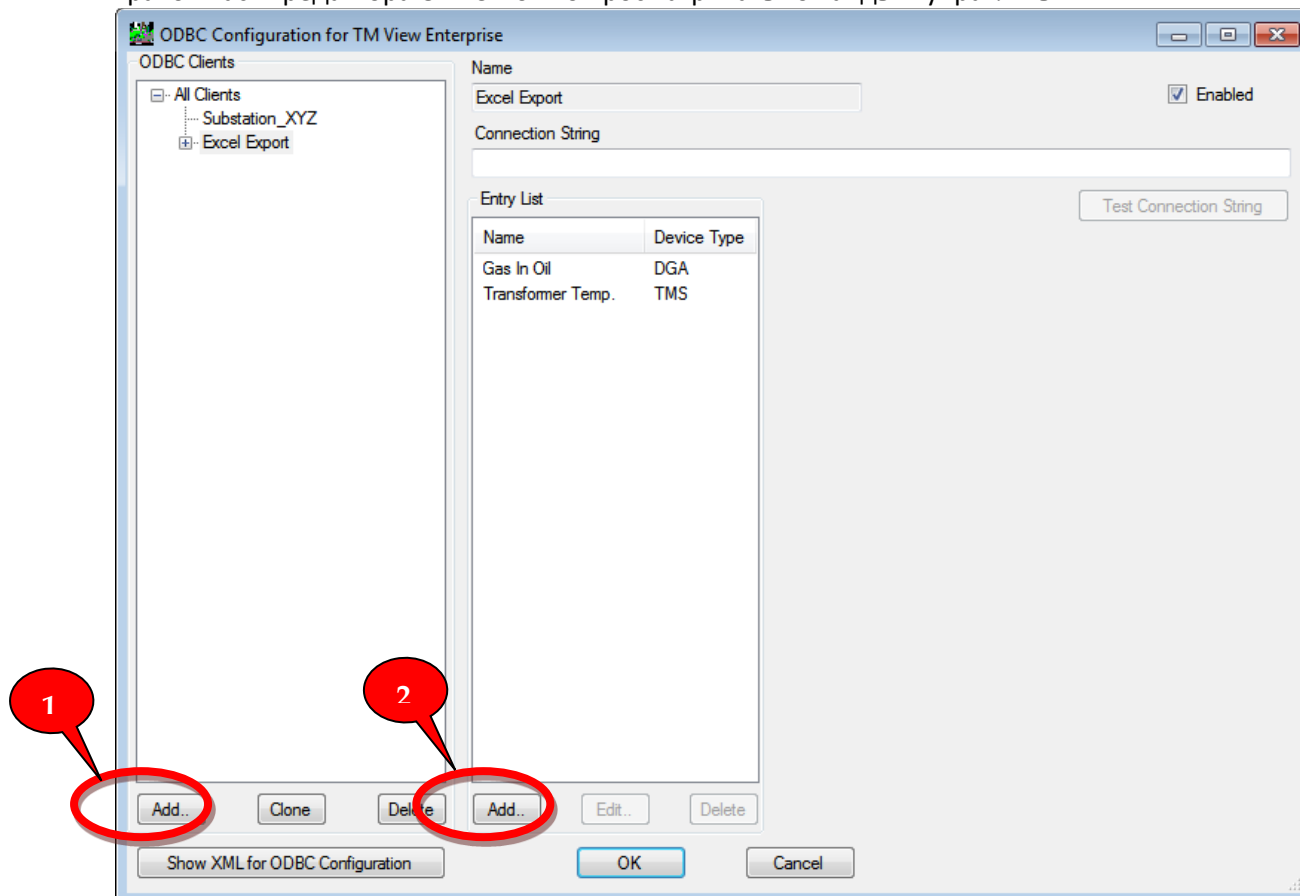 ODBC Configuration for TM View Enterprise
ODBC Clients
All Clients
Substation_XYZ
Excel Export
Name
Excel Export
Enabled
Connection String
Test Connection String
Entry List
Name Device Type
Gas In Oil DGA
Transformer Temp. TMS
1
2
Add.. Clone Delete
Add.. Edit.. Delete
Show XML for ODBC Configuration OK Cancel